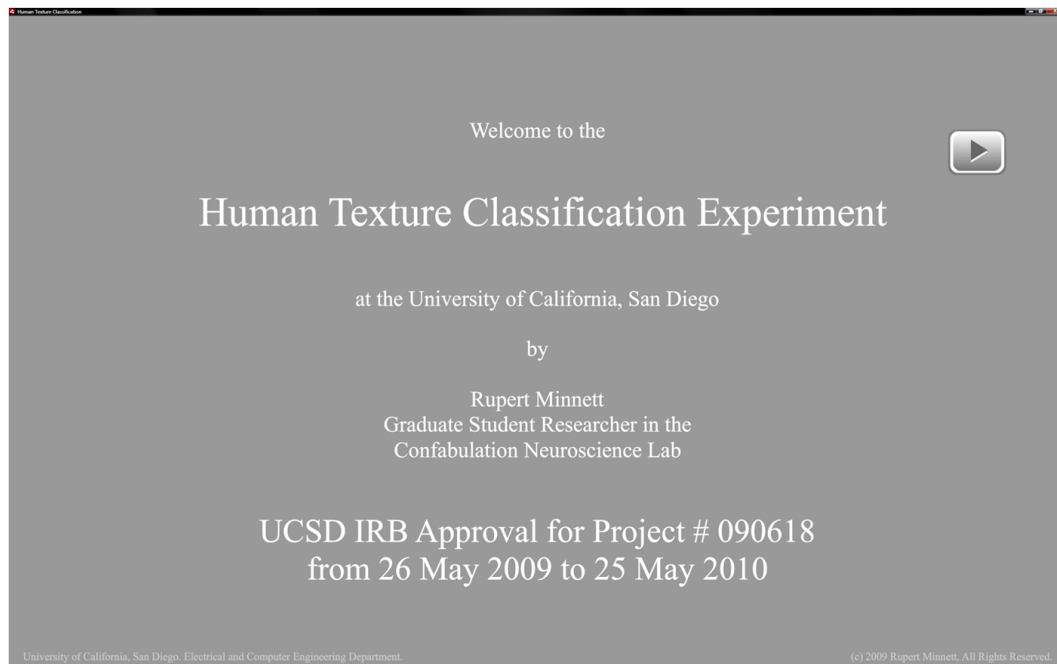 Human Texture Classification
Welcome to the
Human Texture Classification Experiment
at the University of California, San Diego
by
Rupert Minnett
Graduate Student Researcher in the
Confabulation Neuroscience Lab
UCSD IRB Approval for Project # 090618
from 26 May 2009 to 25 May 2010
University of California, San Diego. Electrical and Computer Engineering Department.
(c) 2009 Rupert Minnett, All Rights Reserved.